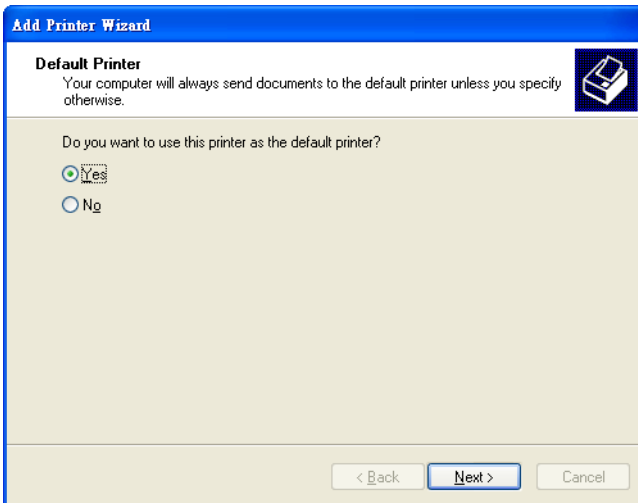 Add Printer Wizard
Default Printer
Your computer will always send documents to the default printer unless you specify
otherwise.
Do you want to use this printer as the default printer?
Yes
No
< Back
Next >
Cancel